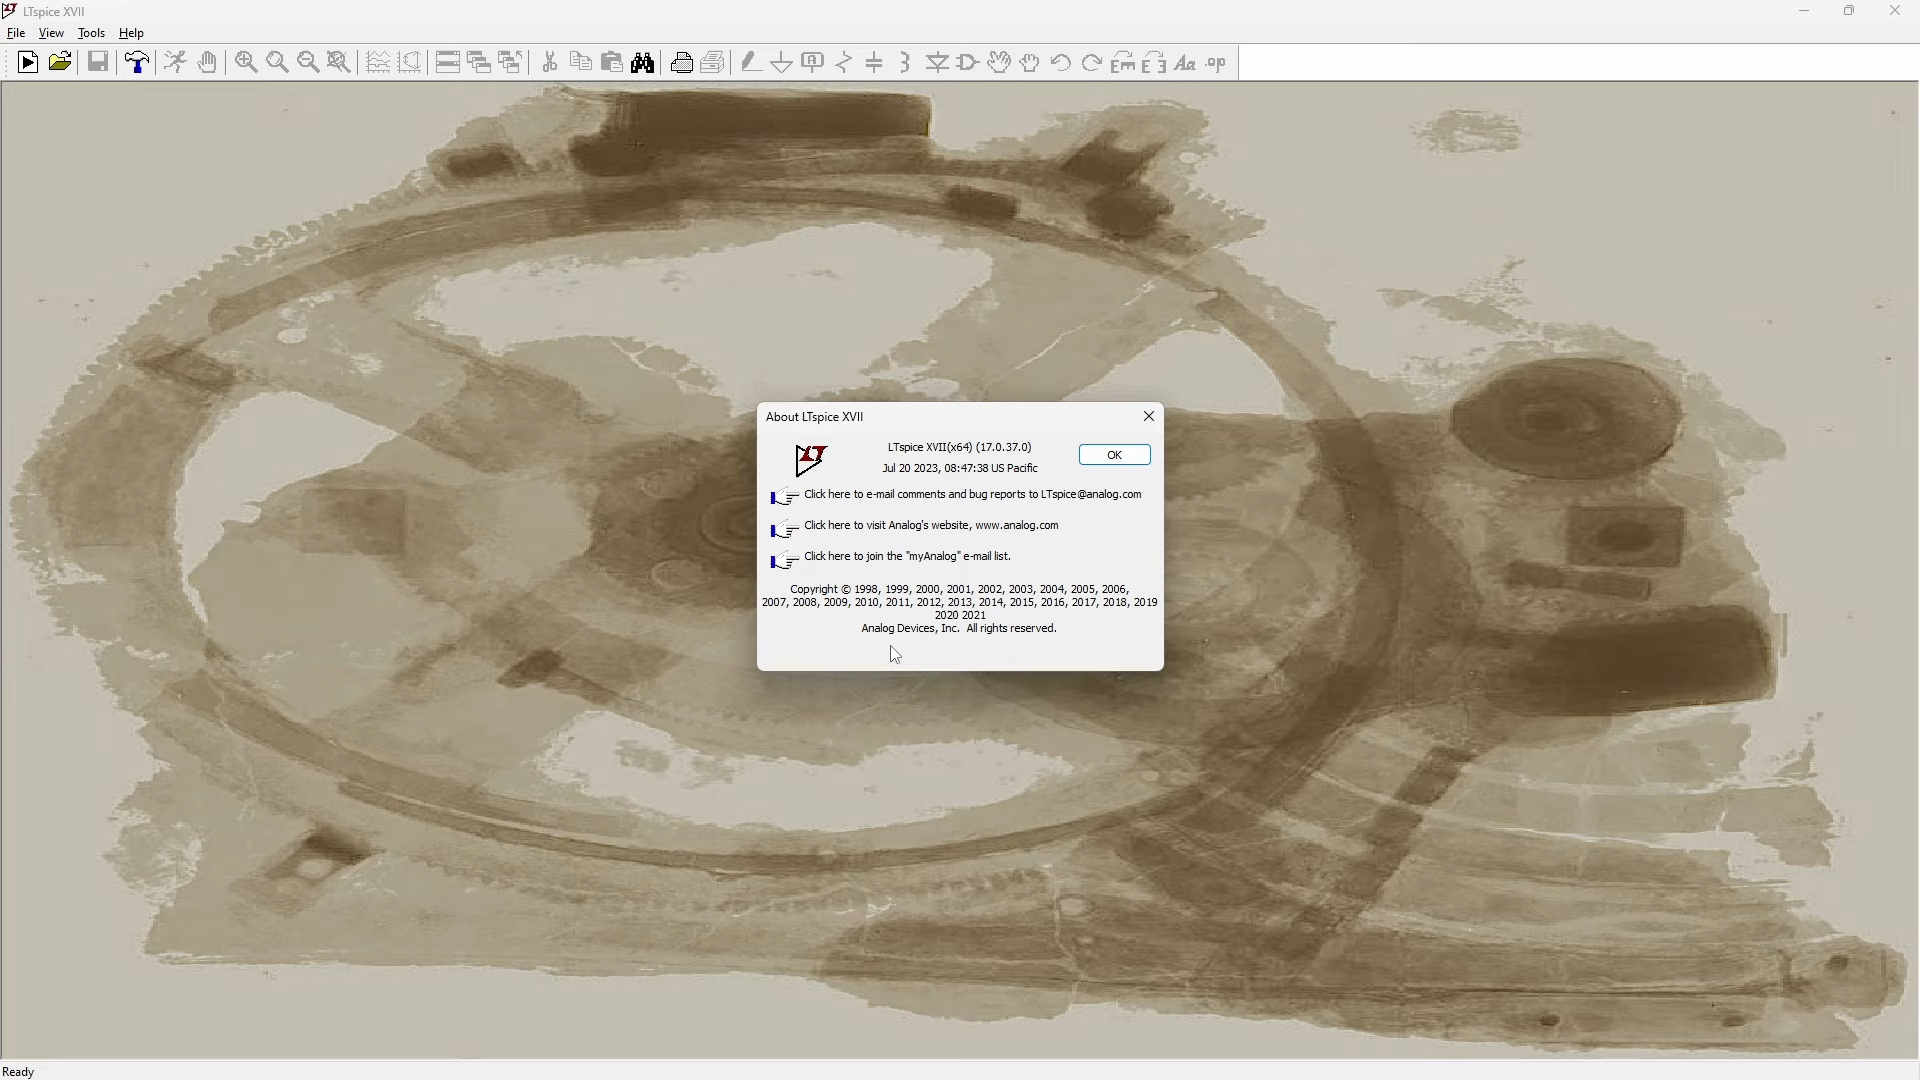 LTspice XVII
File View Tools Help
About LTspice XVII
LTspice XVII(x64) (17.0.37.0)
OK
Jul 20 2023, 08:47:38 US Pacific
Click here to e-mail comments and bug reports to LTspice@analog.com
Click here to visit Analog's website, www.analog.com
Click here to join the "myAnalog" e-mail list.
Copyright © 1998, 1999, 2000, 2001, 2002, 2003, 2004, 2005, 2006,
2007, 2008, 2009, 2010, 2011, 2012, 2013, 2014, 2015, 2016, 2017, 2018, 2019
2020 2021
Analog Devices, Inc. All rights reserved.
Ready